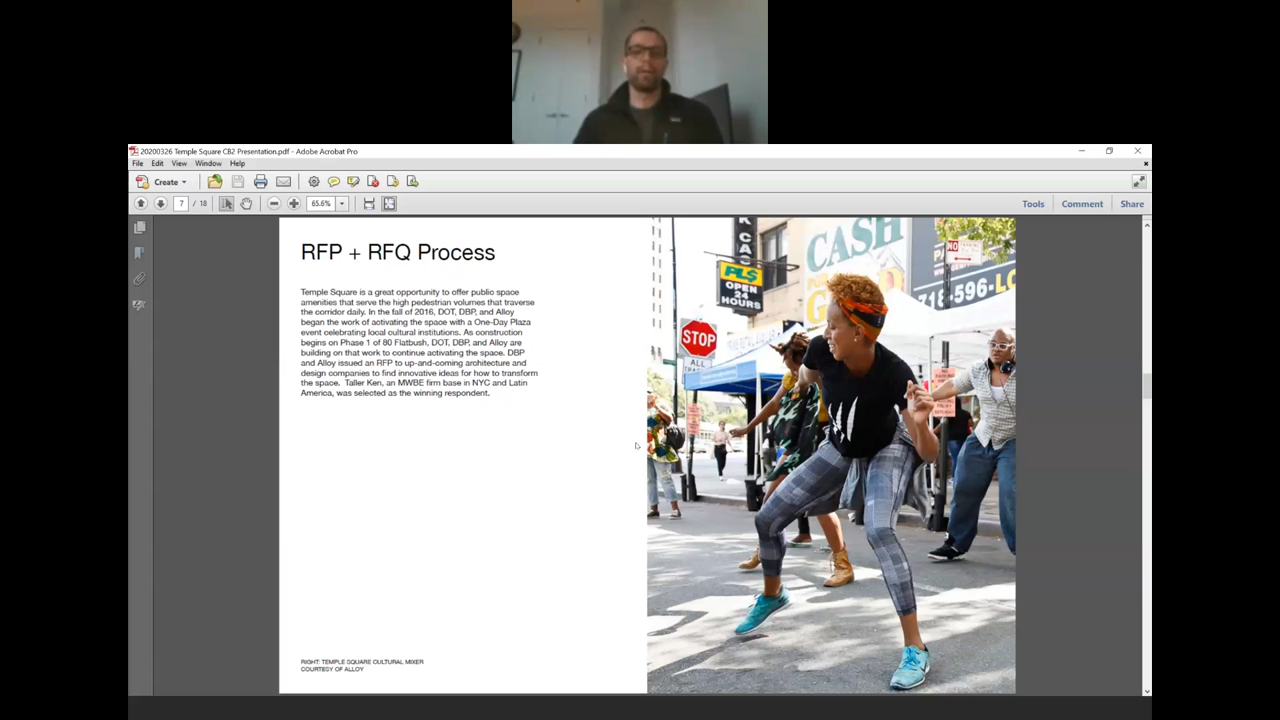 20200326 Temple Square CB2 Presentation.pdf - Adobe Acrobat Pro
File Edit View Window Help
Create
7 / 18 65.6% Tools Comment Share
RFP + RFQ Process
Temple Square is a great opportunity to offer public space
amenities that serve the high pedestrian volumes that traverse
the corridor daily. In the fall of 2016, DOT, DBP, and Alloy
began the work of activating the space with a One-Day Plaza
event celebrating local cultural institutions. As construction
begins on Phase 1 of 80 Flatbush, DOT, DBP, and Alloy are
building on that work to continue activating the space. DBP
and Alloy issued an RFP to up-and-coming architecture and
design companies to find innovative ideas for how to transform
the space. Taller Ken, an MWBE firm base in NYC and Latin
America, was selected as the winning respondent.
RIGHT: TEMPLE SQUARE CULTURAL MIXER
COURTESY OF ALLOY
K CAS
PLS
OPEN
24
HOURS
CASH
718-596-
STOP
ALL